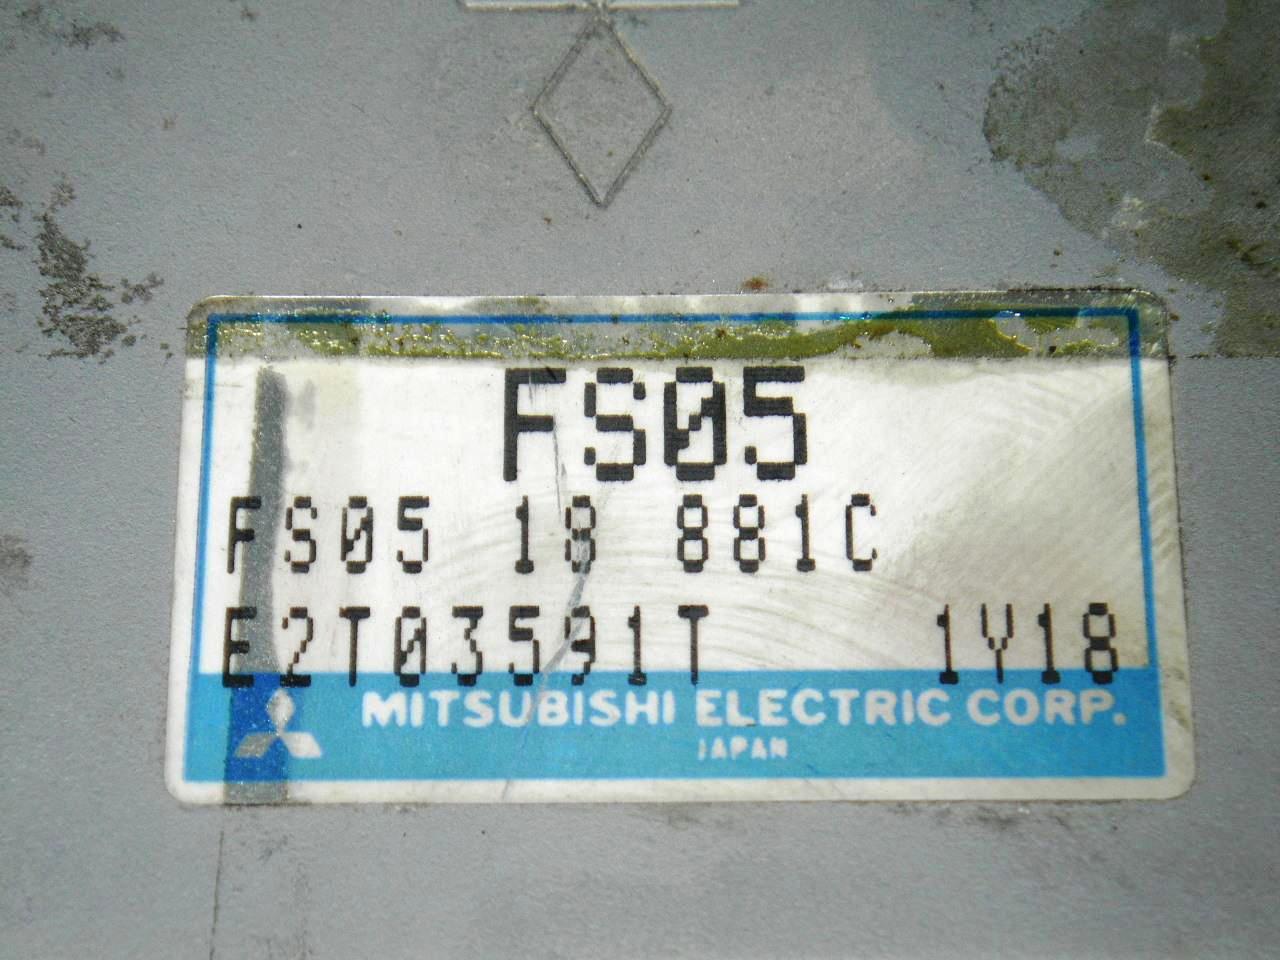 FS05
FS05 18 881C
E2T03591T 1Y18
MITSUBISHI ELECTRIC CORP.
JAPAN